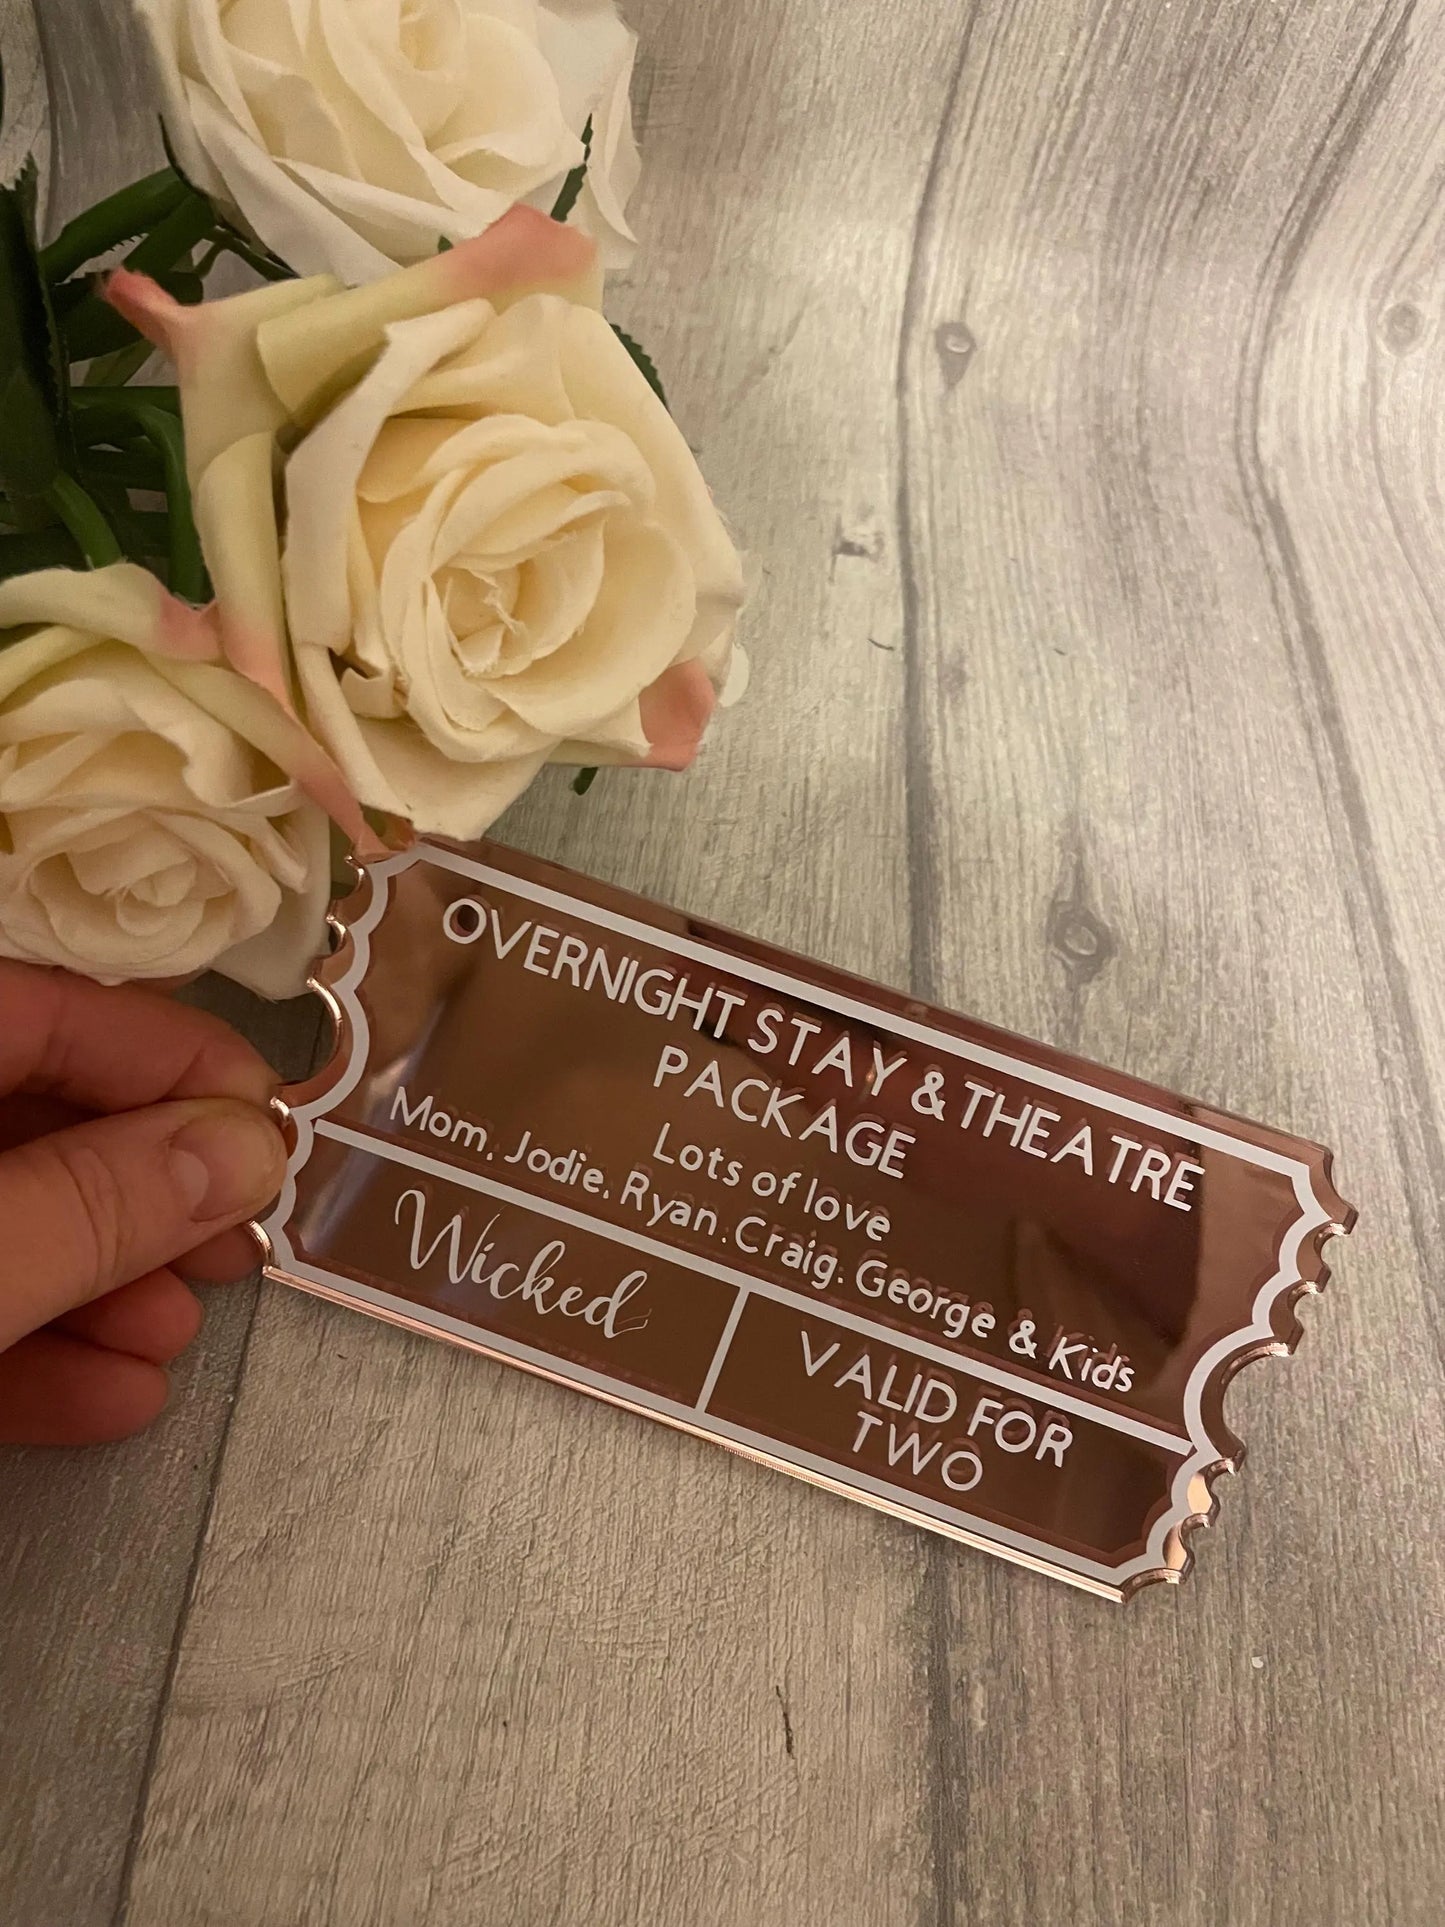 OVERNIGHT STAY & THEATRE
PACKAGE
Lots of love
Mom, Jodie, Ryan, Craig, George & Kids
Wicked
VALID FOR
TWO